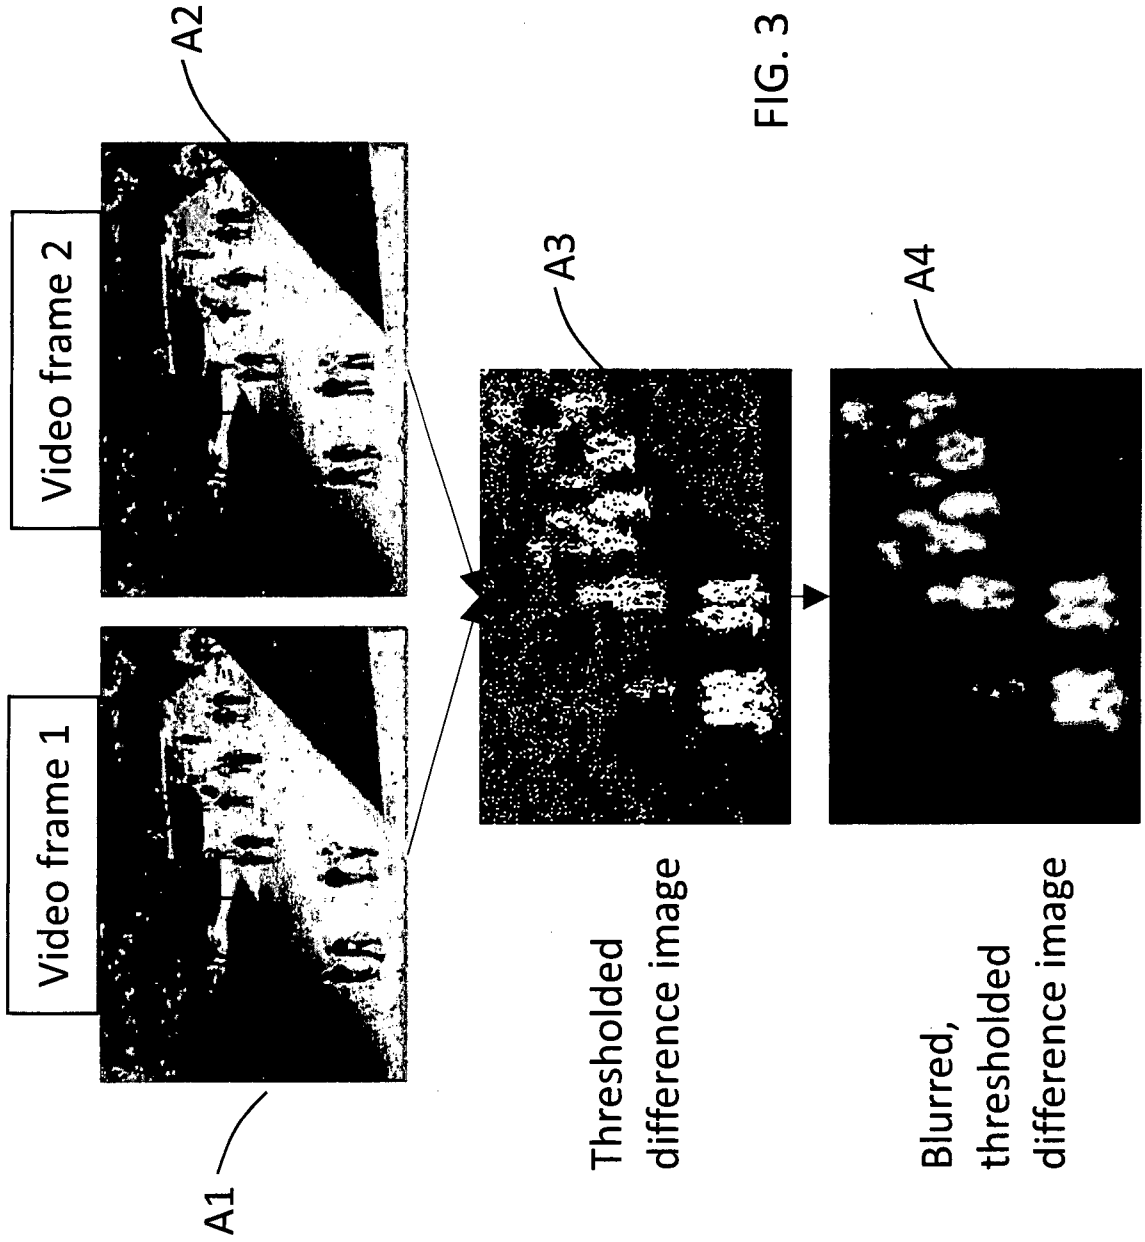 A1
Video frame 1
Video frame 2
A2
Thresholded
difference image
A3
Blurred,
thresholded
difference image
A4
FIG. 3